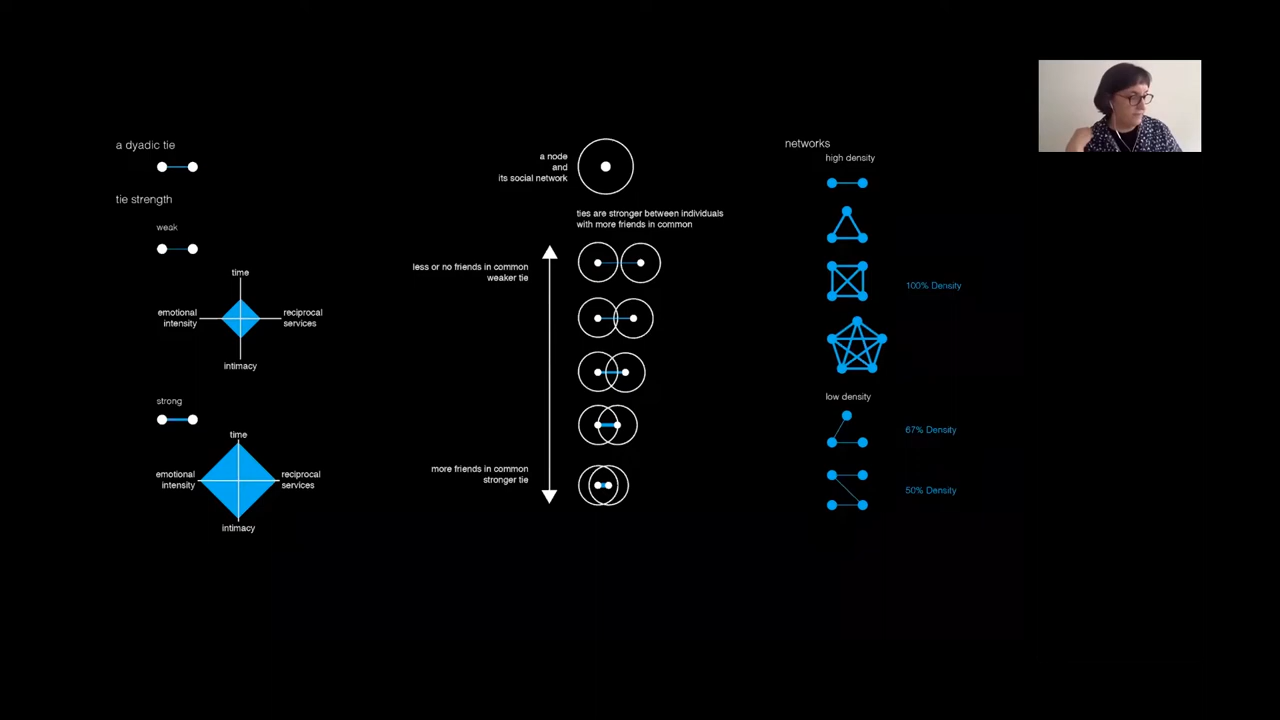 a dyadic tie
tie strength
weak
time
emotional
intensity
reciprocal
services
intimacy
strong
time
emotional
intensity
reciprocal
services
intimacy
a node
and
its social network
ties are stronger between individuals
with more friends in common
less or no friends in common
weaker tie
more friends in common
stronger tie
networks
high density
100% Density
low density
67% Density
50% Density